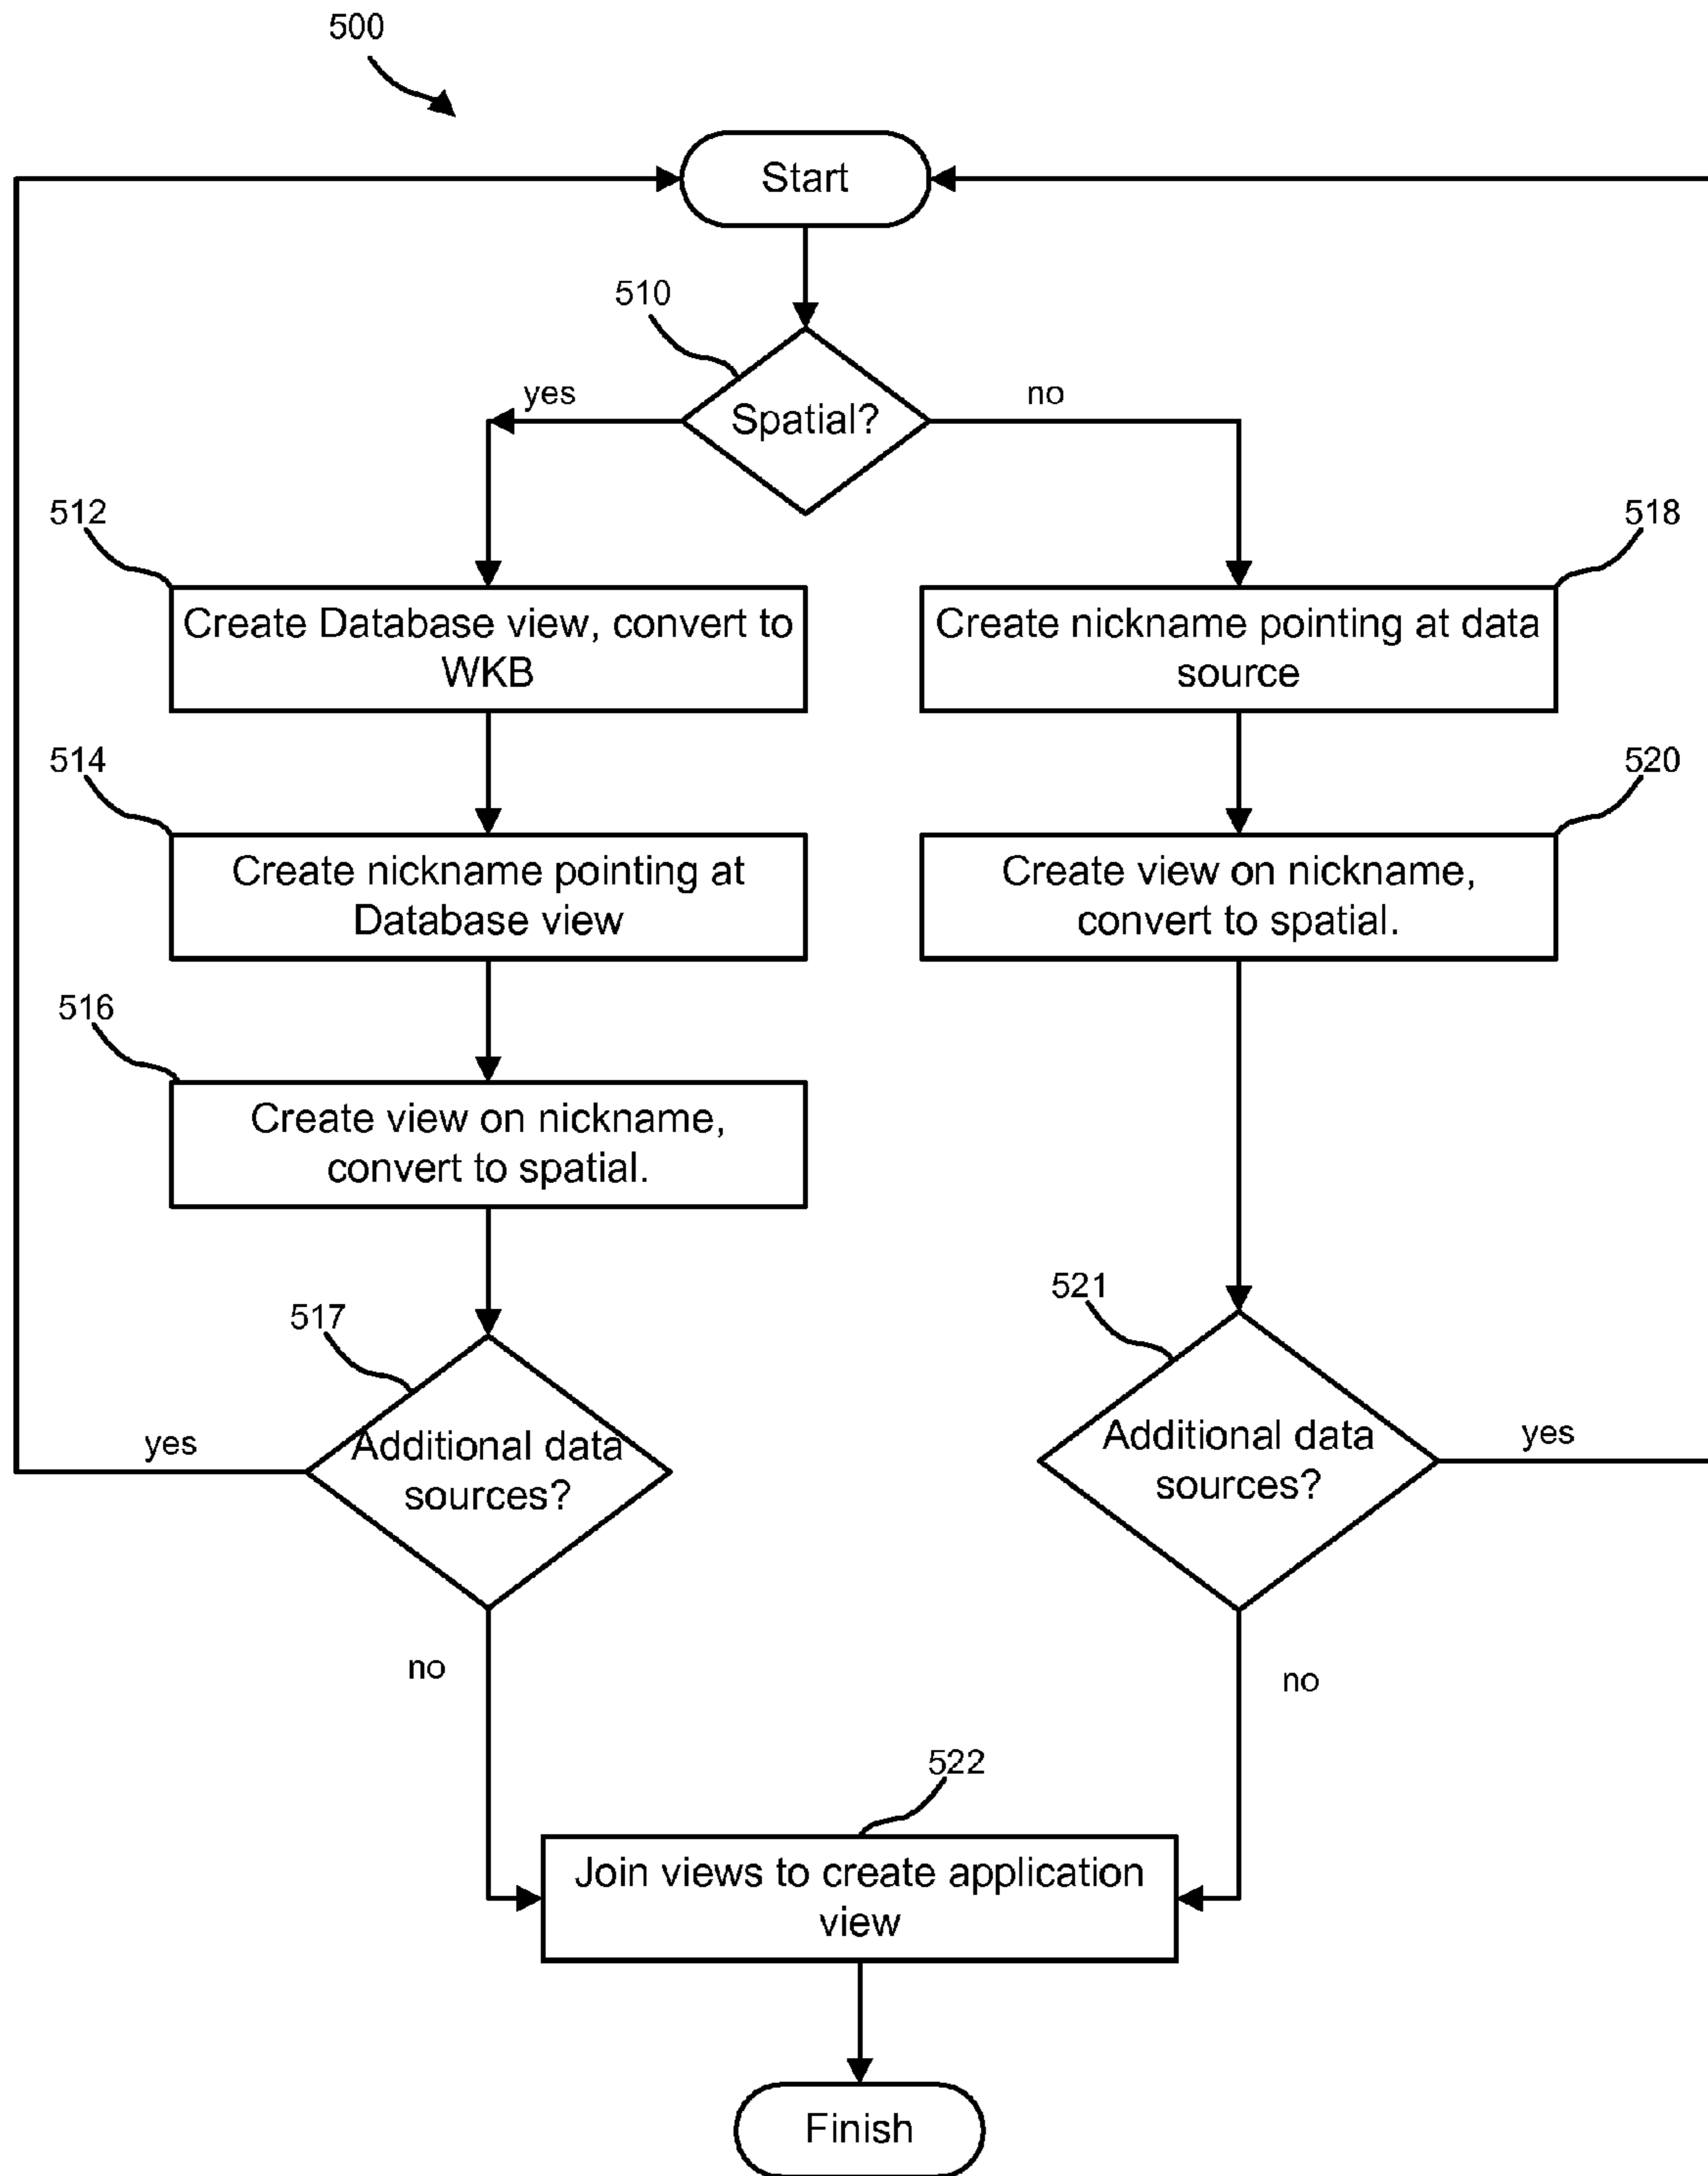 500
Start
510
yes
no
Spatial?
512
518
Create Database view, convert to
WKB
Create nickname pointing at data
source
514
520
Create nickname pointing at
Database view
Create view on nickname,
convert to spatial.
516
Create view on nickname,
convert to spatial.
517
521
yes
Additional data
sources?
Additional data
sources?
yes
no
no
522
Join views to create application
view
Finish